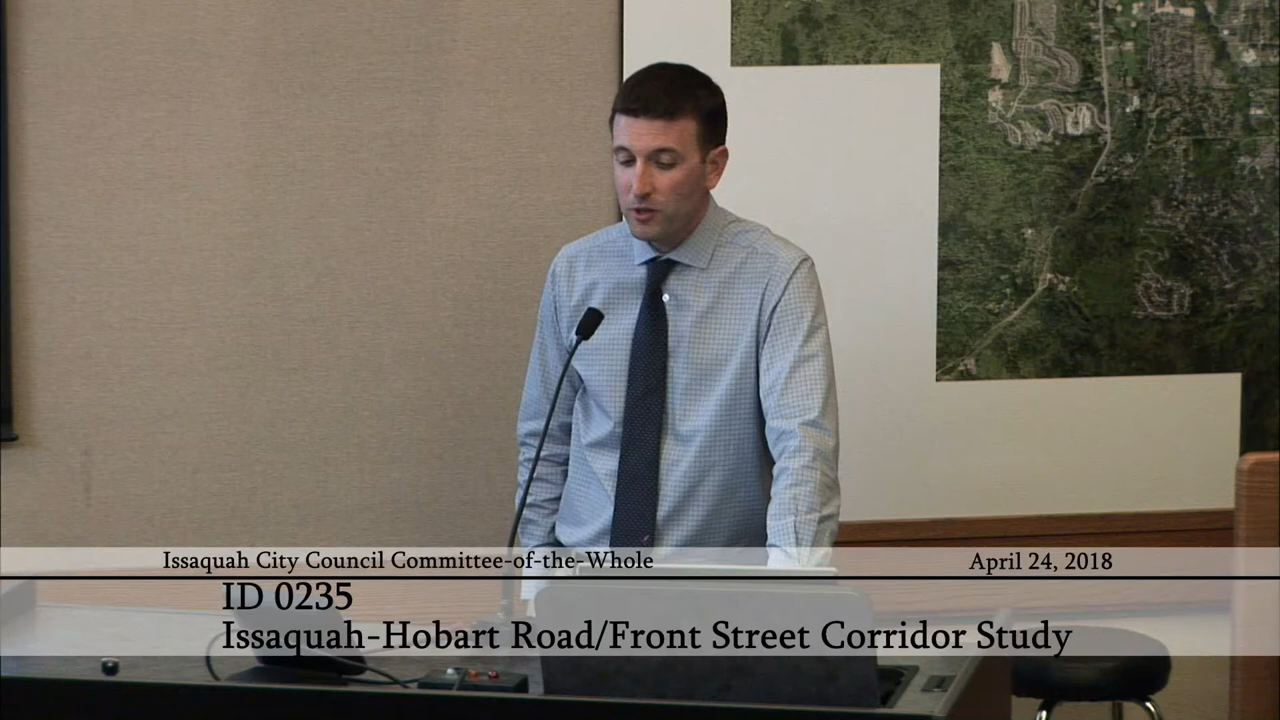 Issaquah City Council Committee-of-the-Whole April 24, 2018
ID 0235
Issaquah-Hobart Road/Front Street Corridor Study